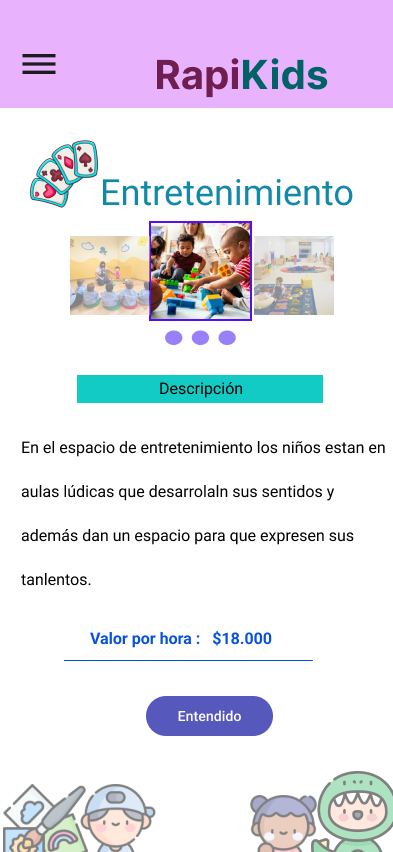 RapiKids
Entretenimiento
Descripción
En el espacio de entretenimiento los niños estan en
aulas lúdicas que desarrolaln sus sentidos y
además dan un espacio para que expresen sus
tanlentos.
Valor por hora : $18.000
Entendido